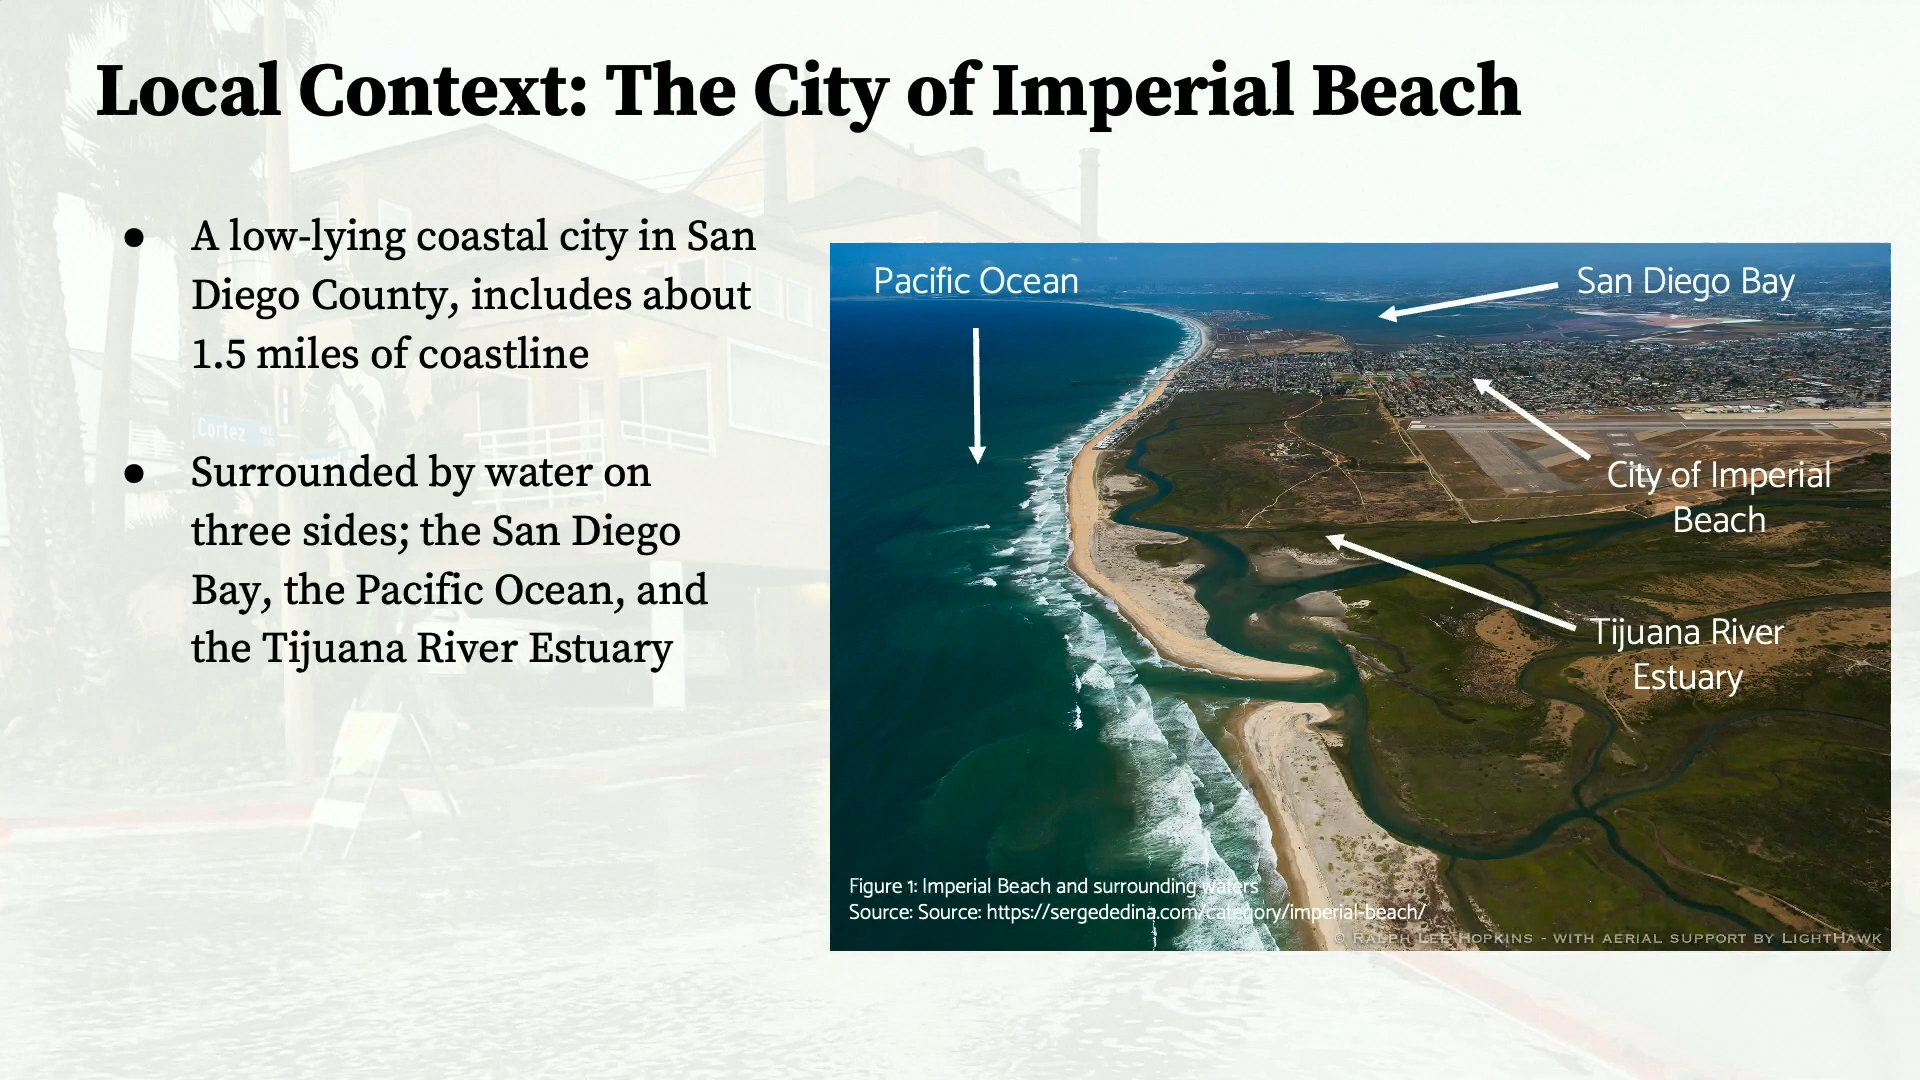 Local Context: The City of Imperial Beach
● A low-lying coastal city in San
Diego County, includes about
1.5 miles of coastline
● Surrounded by water on
three sides; the San Diego
Bay, the Pacific Ocean, and
the Tijuana River Estuary
Cortez
Pacific Ocean
San Diego Bay
City of Imperial
Beach
Tijuana River
Estuary
Figure 1: Imperial Beach and surrounding waters
Source: Source: https://sergededina.com/category/imperial-beach/
© Ralph Lee Hopkins - with aerial support by LightHawk